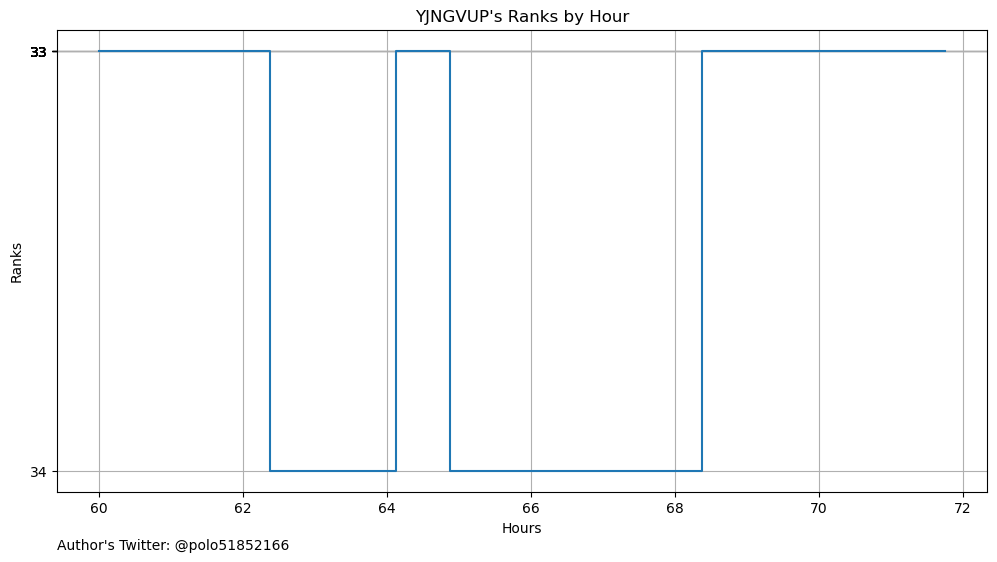 YJNGVUP's Ranks by Hour
33
Ranks
34
60 62 64 66 68 70 72
Hours
Author's Twitter: @polo51852166